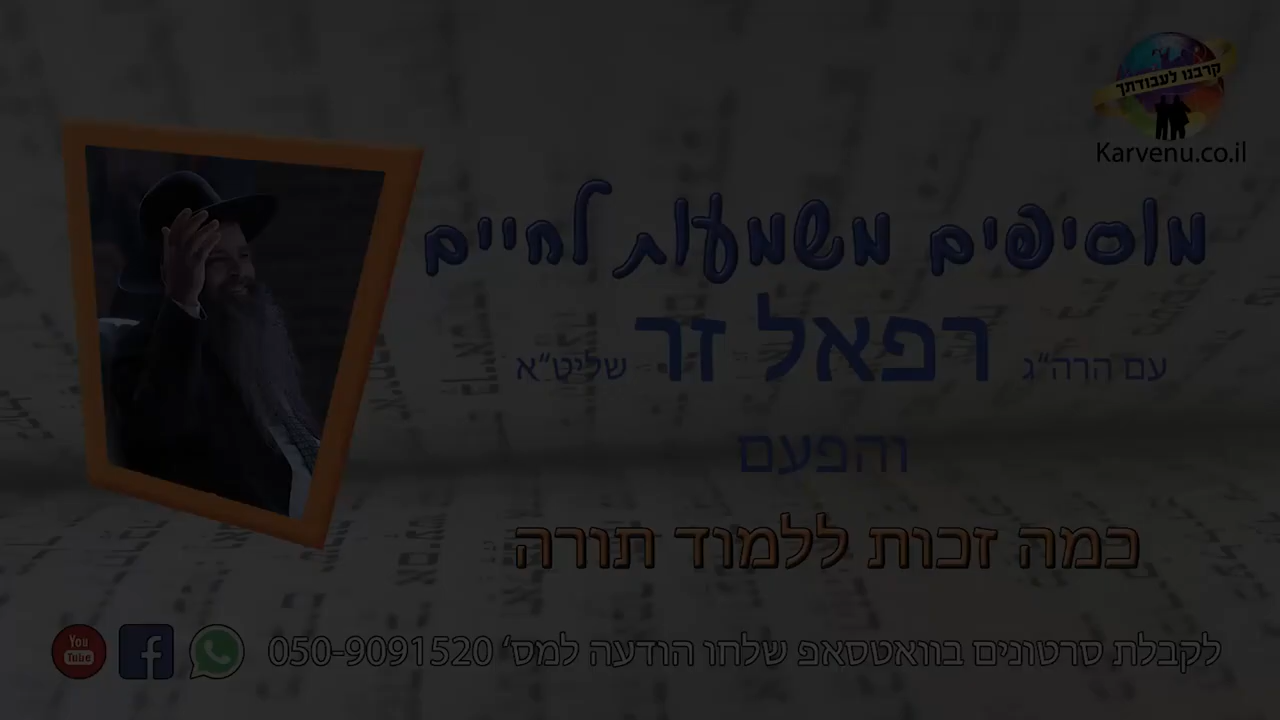 קרבנו לעבודתך
Karvenu.co.il
מוסיפים משמעות לחיים
עם הרה״ג רפאל זר שליט״א
והפעם
כמה זכות ללמוד תורה
לקבלת סרטונים בוואטסאפ שלחו הודעה למס׳ 050-9091520
You
Tube